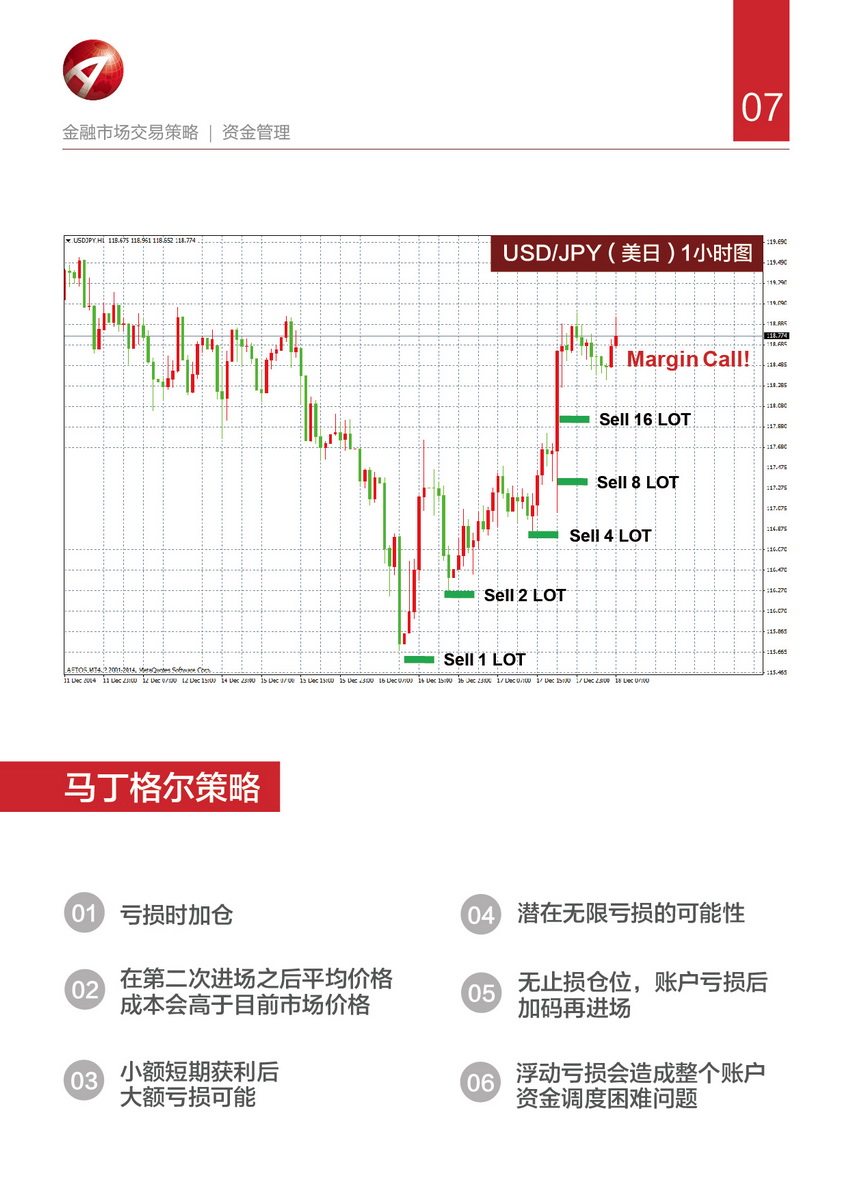 07
金融市场交易策略 | 资金管理
USDJPY,H1 118.675 118.961 118.652 118.774
USD/JPY（美日）1小时图
119.690
119.490
119.290
119.090
118.885
118.774
118.685
118.485
118.285
118.080
117.880
117.680
117.475
117.275
117.075
116.875
116.670
116.470
116.270
116.070
115.865
115.665
115.465
Margin Call!
Sell 16 LOT
Sell 8 LOT
Sell 4 LOT
Sell 2 LOT
Sell 1 LOT
11 Dec 2014 11 Dec 23:00 12 Dec 07:00 12 Dec 15:00 14 Dec 23:00 15 Dec 07:00 15 Dec 15:00 15 Dec 23:00 16 Dec 07:00 16 Dec 15:00 16 Dec 23:00 17 Dec 07:00 17 Dec 15:00 17 Dec 23:00 18 Dec 07:00
马丁格尔策略
01 亏损时加仓
02 在第二次进场之后平均价格
成本会高于目前市场价格
03 小额短期获利后
大额亏损可能
04 潜在无限亏损的可能性
05 无止损仓位，账户亏损后
加码再进场
06 浮动亏损会造成整个账户
资金调度困难问题